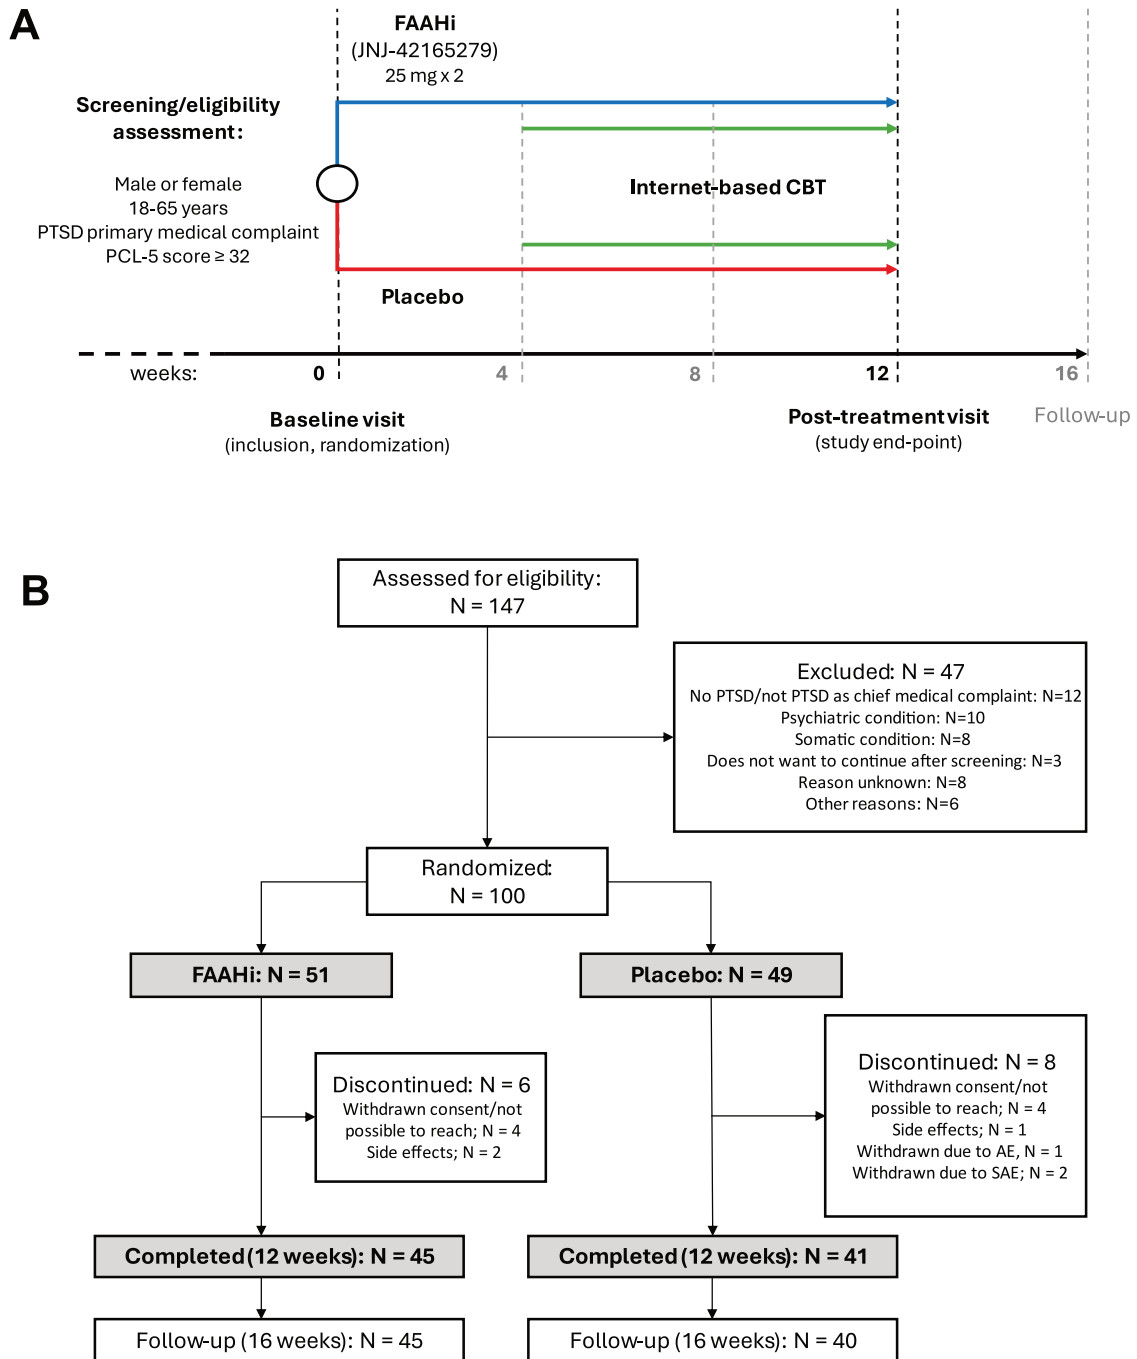 A
FAAHi
(JNJ-42165279)
25 mg x 2
Screening/eligibility
assessment:
Male or female
18-65 years
PTSD primary medical complaint
PCL-5 score ≥ 32
Internet-based CBT
Placebo
weeks: 0 4 8 12 16
Baseline visit
(inclusion, randomization)
Post-treatment visit
(study end-point)
Follow-up
B
Assessed for eligibility:
N = 147
Excluded: N = 47
No PTSD/not PTSD as chief medical complaint: N=12
Psychiatric condition: N=10
Somatic condition: N=8
Does not want to continue after screening: N=3
Reason unknown: N=8
Other reasons: N=6
Randomized:
N = 100
FAAHi: N = 51
Placebo: N = 49
Discontinued: N = 6
Withdrawn consent/not
possible to reach; N = 4
Side effects; N = 2
Discontinued: N = 8
Withdrawn consent/not
possible to reach; N = 4
Side effects; N = 1
Withdrawn due to AE, N = 1
Withdrawn due to SAE; N = 2
Completed (12 weeks): N = 45
Completed (12 weeks): N = 41
Follow-up (16 weeks): N = 45
Follow-up (16 weeks): N = 40